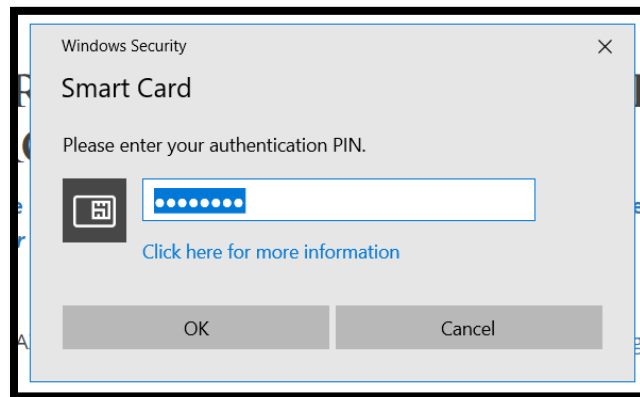 Windows Security
Smart Card
Please enter your authentication PIN.
••••••••
Click here for more information
OK
Cancel